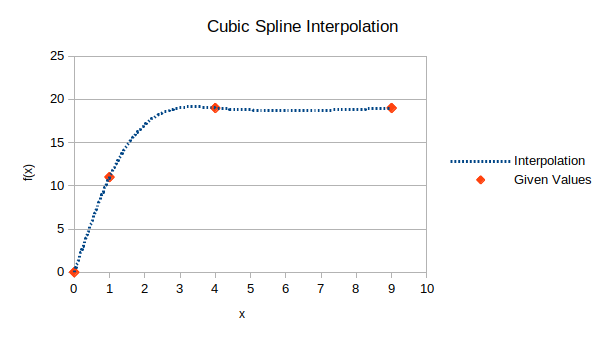 Cubic Spline Interpolation
25
20
15
10
5
0
f(x)
0 1 2 3 4 5 6 7 8 9 10
x
Interpolation
Given Values